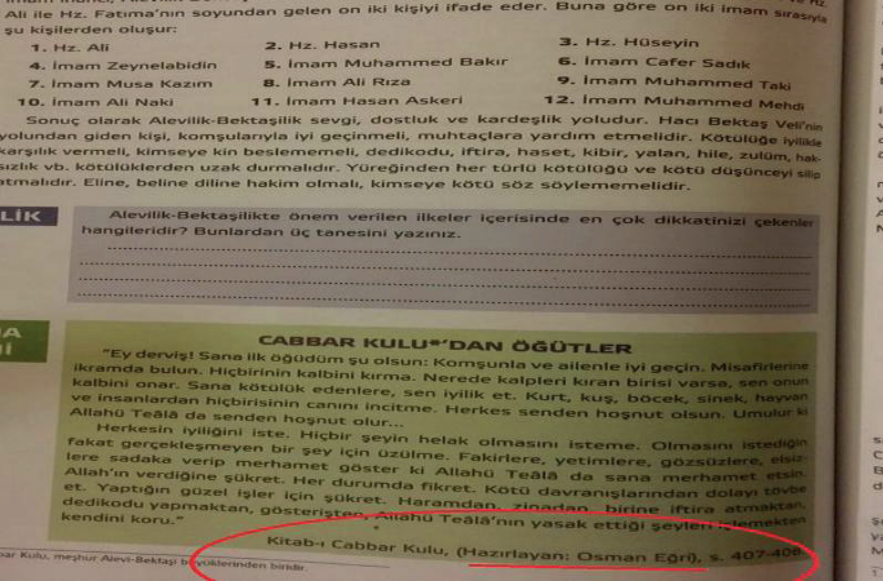 Ali ile Hz. Fatıma'nın soyundan gelen on iki kişiyi ifade eder. Buna göre on iki imam sırasıyla
şu kişilerden oluşur:
1. Hz. Ali 2. Hz. Hasan 3. Hz. Hüseyin
4. İmam Zeynelabidin 5. İmam Muhammed Bakır 6. İmam Cafer Sadık
7. İmam Musa Kazım 8. İmam Ali Rıza 9. İmam Muhammed Taki
10. İmam Ali Naki 11. İmam Hasan Askeri 12. İmam Muhammed Mehdi
Sonuç olarak Alevilik-Bektaşilik sevgi, dostluk ve kardeşlik yoludur. Hacı Bektaş Veli'nin
yolundan giden kişi, komşularıyla iyi geçinmeli, muhtaçlara yardım etmelidir. Kötülüğe iyilikle
karşılık vermeli, kimseye kin beslememeli, dedikodu, iftira, haset, kibir, yalan, hile, zulüm, hak-
sızlık vb. kötülüklerden uzak durmalıdır. Yüreğinden her türlü kötülüğü ve kötü düşünceyi silip
atmalıdır. Eline, beline diline hakim olmalı, kimseye kötü söz söylememelidir.
LİK
Alevilik-Bektaşilikte önem verilen ilkeler içerisinde en çok dikkatinizi çekenler
hangileridir? Bunlardan üç tanesini yazınız.
CABBAR KULU*'DAN ÖĞÜTLER
"Ey derviş! Sana ilk öğüdüm şu olsun: Komşunla ve ailenle iyi geçin. Misafirlerine
ikramda bulun. Hiçbirinin kalbini kırma. Nerede kalpleri kıran birisi varsa, sen onun
kalbini onar. Sana kötülük edenlere, sen iyilik et. Kurt, kuş, böcek, sinek, hayvan
ve insanlardan hiçbirisinin canını incitme. Herkes senden hoşnut olsun. Umulur ki
Allahü Teâlâ da senden hoşnut olur...
Herkesin iyiliğini iste. Hiçbir şeyin helak olmasını isteme. Olmasını istediğin
fakat gerçekleşmeyen bir şey için üzülme. Fakirlere, yetimlere, gözsüzlere, elsiz-
lere sadaka verip merhamet göster ki Allahü Teâlâ da sana merhamet etsin.
Allah'ın verdiğine şükret. Her durumda fikret. Kötü davranışlarından dolayı tövbe
et. Yaptığın güzel işler için şükret. Haramdan, zinadan, birine iftira atmaktan,
dedikodu yapmaktan, gösterişten, Allahü Teâlâ'nın yasak ettiği şeyleri işlemekten
kendini koru."
Kitab-ı Cabbar Kulu, (Hazırlayan: Osman Eğri), s. 407-408
bar Kulu, meşhur Alevi-Bektaşi büyüklerinden biridir.